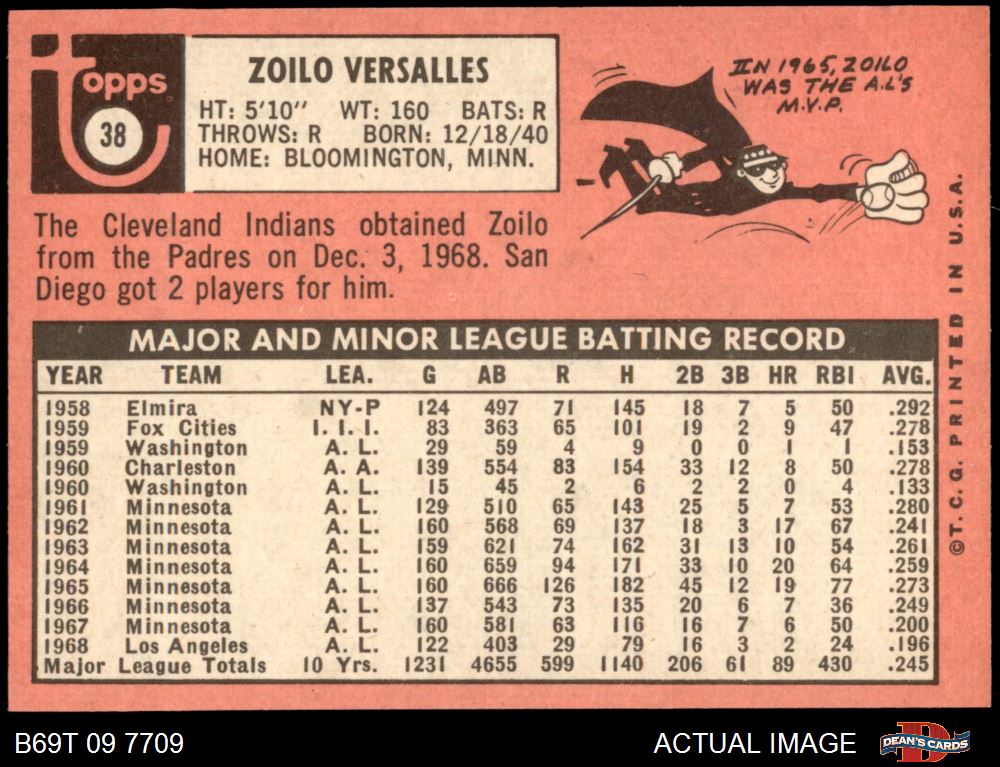 topps
38
ZOILO VERSALLES
HT: 5'10" WT: 160 BATS: R
THROWS: R BORN: 12/18/40
HOME: BLOOMINGTON, MINN.
IN 1965, ZOILO
WAS THE A.L'S
M.V.P.
The Cleveland Indians obtained Zoilo
from the Padres on Dec. 3, 1968. San
Diego got 2 players for him.
MAJOR AND MINOR LEAGUE BATTING RECORD
YEAR TEAM LEA. G AB R H 2B 3B HR RBI AVG.
1958 Elmira NY-P 124 497 71 145 18 7 5 50 .292
1959 Fox Cities I. I. I. 83 363 65 101 19 2 9 47 .278
1959 Washington A. L. 29 59 4 9 0 0 1 1 .153
1960 Charleston A. A. 139 554 83 154 33 12 8 50 .278
1960 Washington A. L. 15 45 2 6 2 2 0 4 .133
1961 Minnesota A. L. 129 510 65 143 25 5 7 53 .280
1962 Minnesota A. L. 160 568 69 137 18 3 17 67 .241
1963 Minnesota A. L. 159 621 74 162 31 13 10 54 .261
1964 Minnesota A. L. 160 659 94 171 33 10 20 64 .259
1965 Minnesota A. L. 160 666 126 182 45 12 19 77 .273
1966 Minnesota A. L. 137 543 73 135 20 6 7 36 .249
1967 Minnesota A. L. 160 581 63 116 16 7 6 50 .200
1968 Los Angeles A. L. 122 403 29 79 16 3 2 24 .196
Major League Totals 10 Yrs. 1231 4655 599 1140 206 61 89 430 .245
©T. C. G. PRINTED IN U.S.A.
B69T 09 7709
ACTUAL IMAGE
D
DEAN'S CARDS